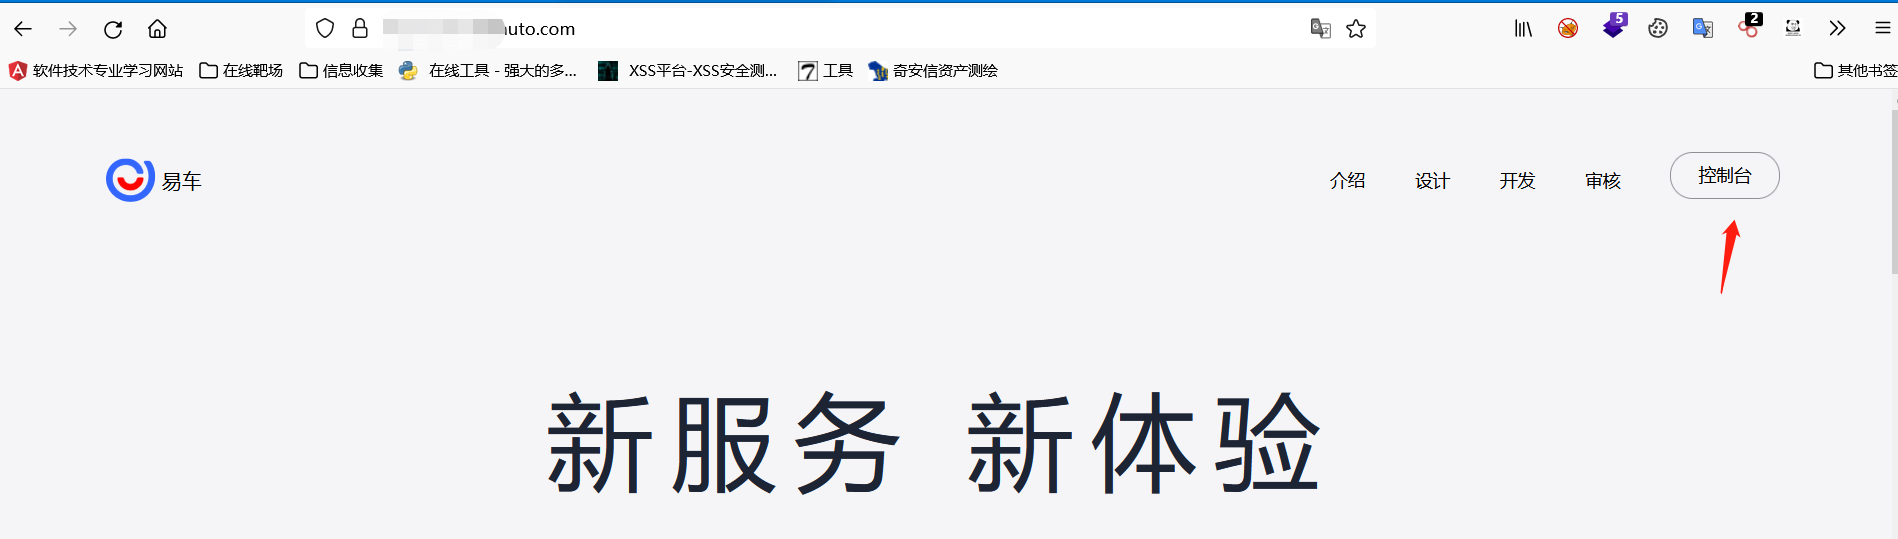 uto.com
5
2
软件技术专业学习网站 在线靶场 信息收集 在线工具 - 强大的多... XSS平台-XSS安全测... 工具 奇安信资产测绘 其他书签
易车 介绍 设计 开发 审核 控制台
新服务 新体验